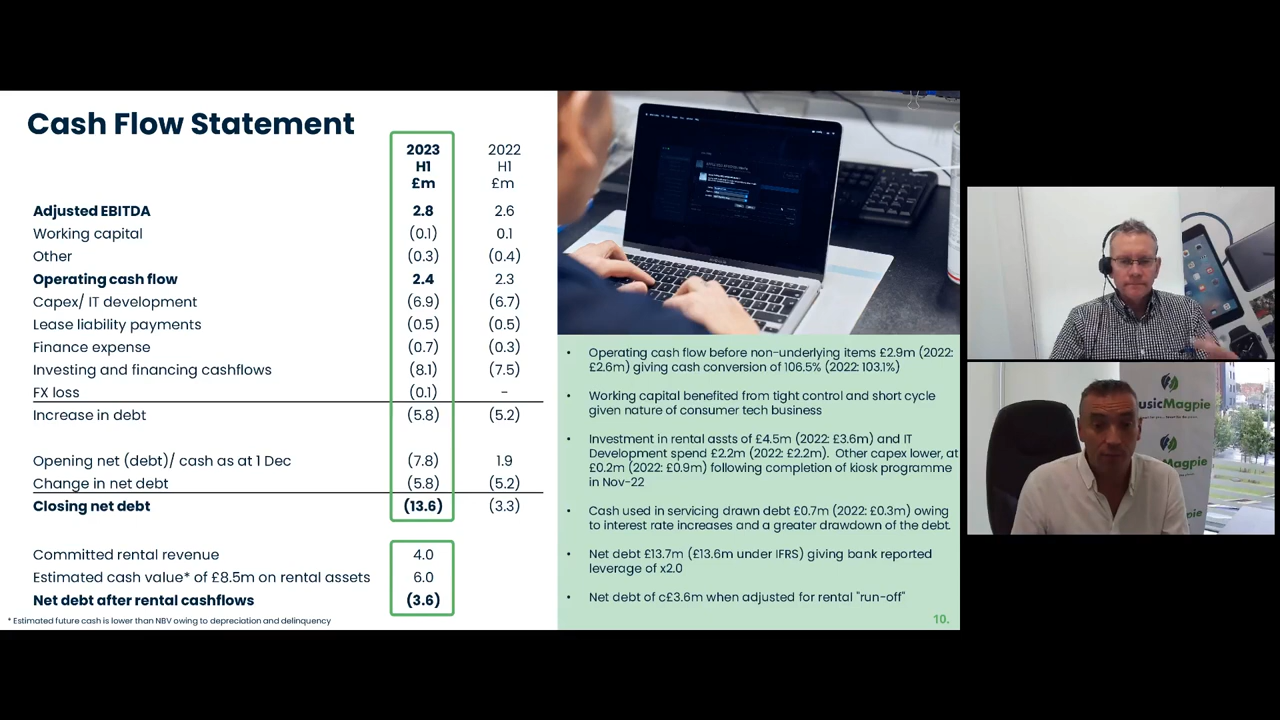 Cash Flow Statement
2023 2022
H1 H1
£m £m
Adjusted EBITDA 2.8 2.6
Working capital (0.1) 0.1
Other (0.3) (0.4)
Operating cash flow 2.4 2.3
Capex/ IT development (6.9) (6.7)
Lease liability payments (0.5) (0.5)
Finance expense (0.7) (0.3)
Investing and financing cashflows (8.1) (7.5)
FX loss (0.1) -
Increase in debt (5.8) (5.2)
Opening net (debt)/ cash as at 1 Dec (7.8) 1.9
Change in net debt (5.8) (5.2)
Closing net debt (13.6) (3.3)
Committed rental revenue 4.0
Estimated cash value* of £8.5m on rental assets 6.0
Net debt after rental cashflows (3.6)
* Estimated future cash is lower than NBV owing to depreciation and delinquency
• Operating cash flow before non-underlying items £2.9m (2022:
£2.6m) giving cash conversion of 106.5% (2022: 103.1%)
• Working capital benefited from tight control and short cycle
given nature of consumer tech business
• Investment in rental assts of £4.5m (2022: £3.6m) and IT
Development spend £2.2m (2022: £2.2m). Other capex lower, at
£0.2m (2022: £0.9m) following completion of kiosk programme
in Nov-22
• Cash used in servicing drawn debt £0.7m (2022: £0.3m) owing
to interest rate increases and a greater drawdown of the debt.
• Net debt £13.7m (£13.6m under IFRS) giving bank reported
leverage of x2.0
• Net debt of c£3.6m when adjusted for rental "run-off"
10.
usicMagpie
gpie